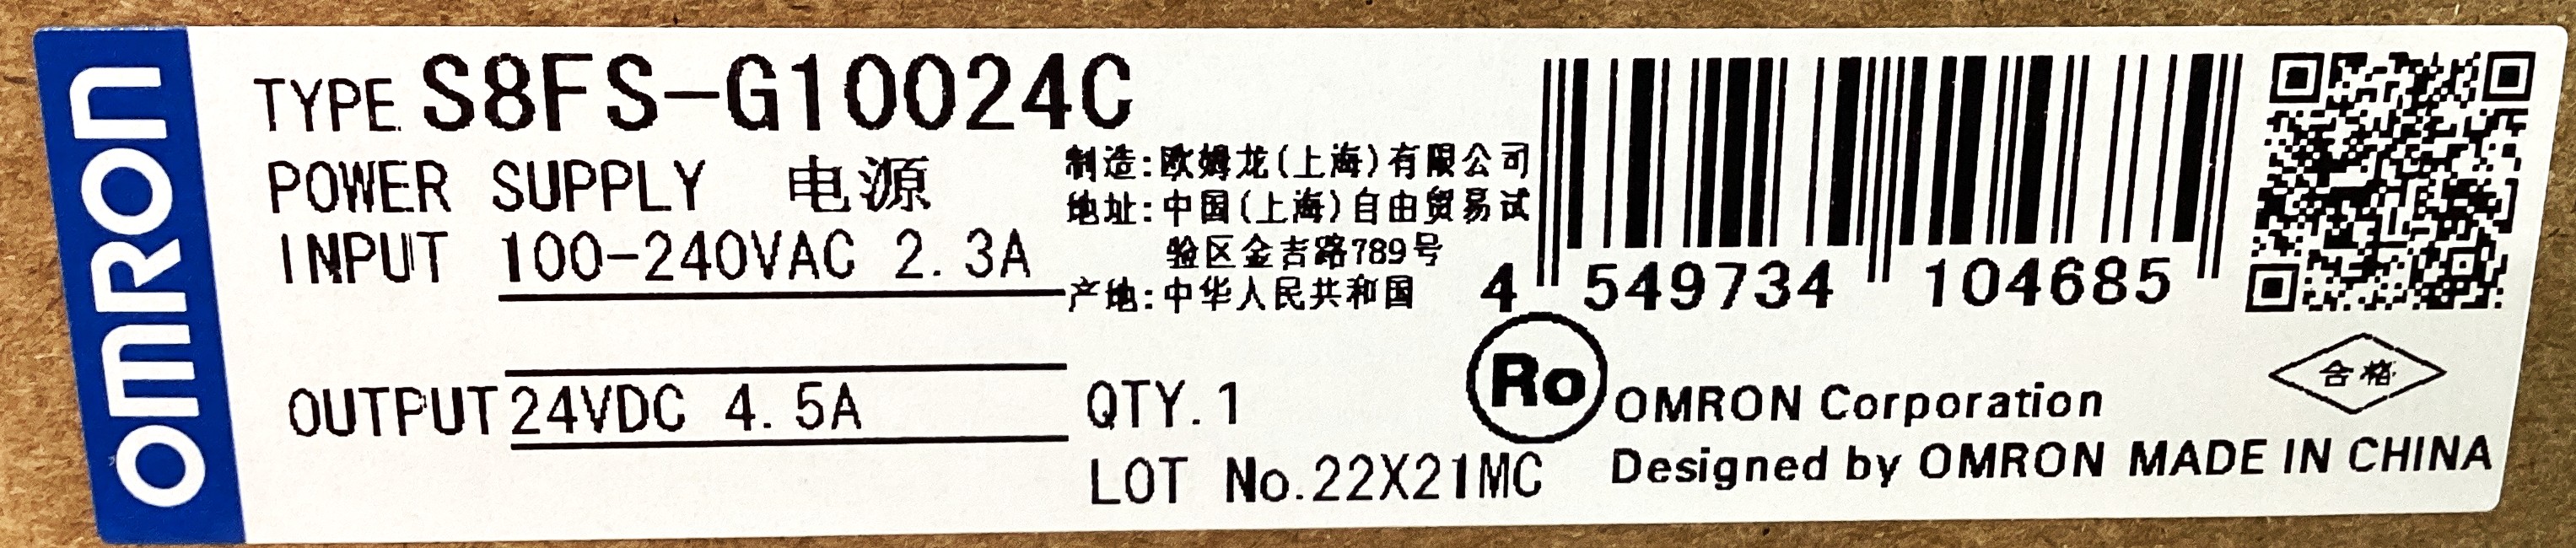 OMRON
TYPE S8FS-G10024C
POWER SUPPLY 电源
INPUT 100-240VAC 2.3A
OUTPUT 24VDC 4.5A
制造:欧姆龙(上海)有限公司
地址:中国(上海)自由贸易试
验区金吉路789号
产地:中华人民共和国
QTY.1
LOT No.22X21MC
4 549734 104685
Ro
OMRON Corporation
合格
Designed by OMRON MADE IN CHINA